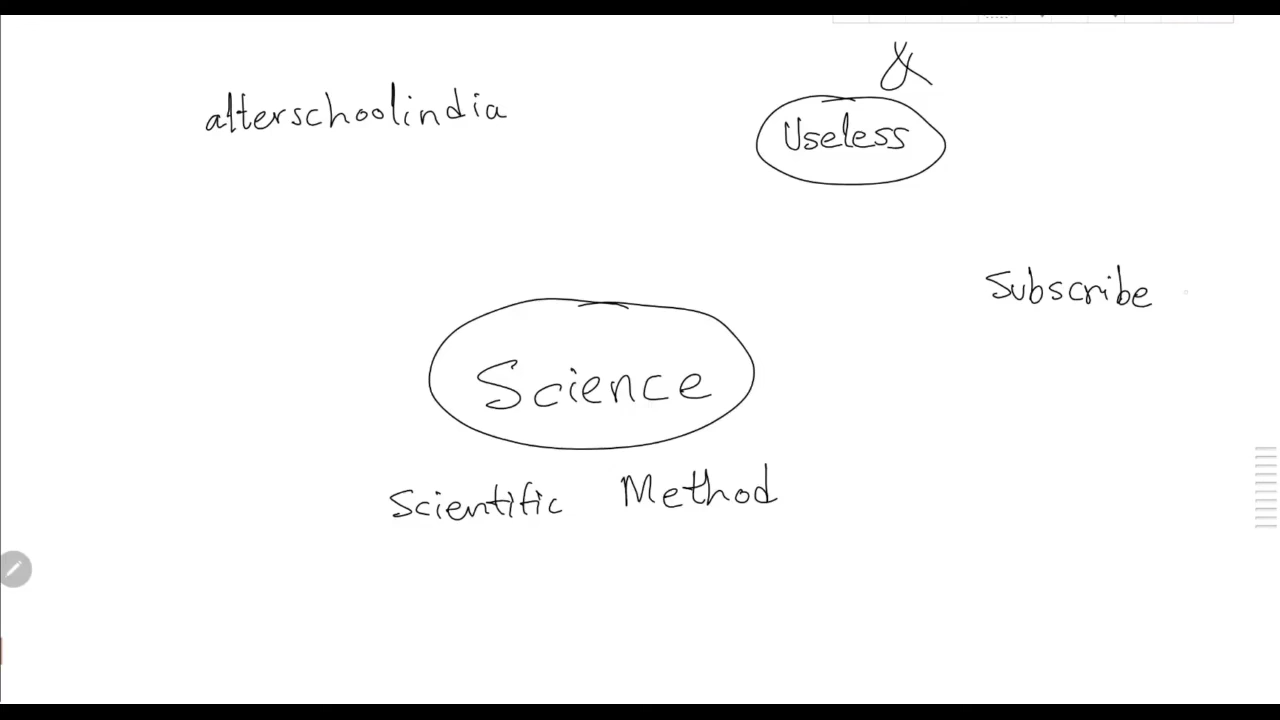 &
alterschoolindia
Useless
Subscribe
Science
Scientific Method